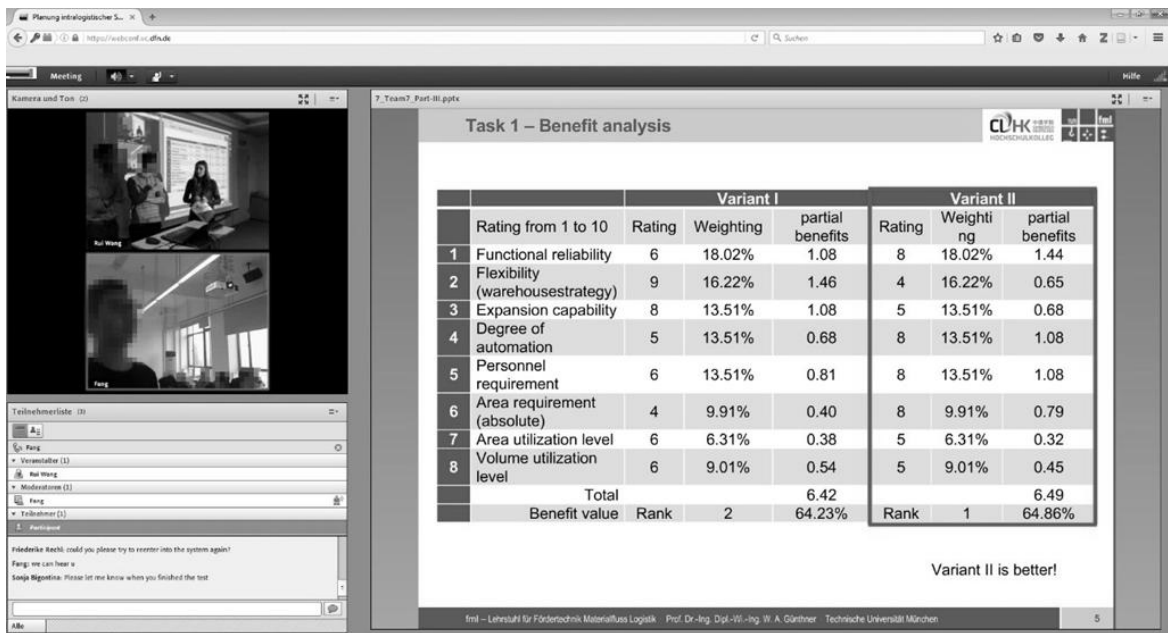 Planung intralogistischer S...
https://webconf.vc.dfn.de
Suchen
Meeting
Hilfe
Kamera und Ton (2)
Rui Wang
Fang
Teilnehmerliste (3)
Fang
Veranstalter (1)
Rui Wang
Moderatoren (1)
Fang
Teilnehmer (1)
Participant
Friederike Rechl: could you please try to reenter into the system again?
Fang: we can hear u
Sonja Bigontina: Please let me know when you finished the test
Alle
7_Team7_Part-III.pptx
Task 1 – Benefit analysis
CDHK
HOCHSCHULKOLLEG
fml
Variant I Variant II
Rating from 1 to 10 Rating Weighting partial benefits Rating Weighti ng partial benefits
1 Functional reliability 6 18.02% 1.08 8 18.02% 1.44
2 Flexibility (warehousestrategy) 9 16.22% 1.46 4 16.22% 0.65
3 Expansion capability 8 13.51% 1.08 5 13.51% 0.68
4 Degree of automation 5 13.51% 0.68 8 13.51% 1.08
5 Personnel requirement 6 13.51% 0.81 8 13.51% 1.08
6 Area requirement (absolute) 4 9.91% 0.40 8 9.91% 0.79
7 Area utilization level 6 6.31% 0.38 5 6.31% 0.32
8 Volume utilization level 6 9.01% 0.54 5 9.01% 0.45
Total 6.42 6.49
Benefit value Rank 2 64.23% Rank 1 64.86%
Variant II is better!
fml – Lehrstuhl für Fördertechnik Materialfluss Logistik Prof. Dr.-Ing. Dipl.-Wi.-Ing. W. A. Günthner Technische Universität München 5